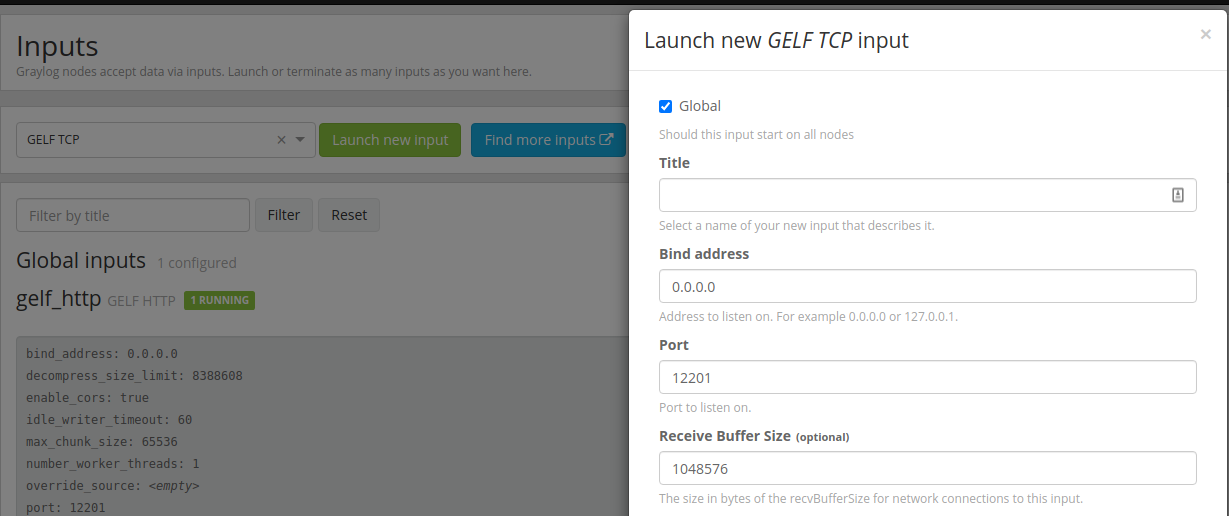 Inputs
Graylog nodes accept data via inputs. Launch or terminate as many inputs as you want here.
GELF TCP × Launch new input Find more inputs
Filter by title Filter Reset
Global inputs 1 configured
gelf_http GELF HTTP 1 RUNNING
bind_address: 0.0.0.0
decompress_size_limit: 8388608
enable_cors: true
idle_writer_timeout: 60
max_chunk_size: 65536
number_worker_threads: 1
override_source: <empty>
port: 12201
Launch new GELF TCP input ×
Global
Should this input start on all nodes
Title
Select a name of your new input that describes it.
Bind address
0.0.0.0
Address to listen on. For example 0.0.0.0 or 127.0.0.1.
Port
12201
Port to listen on.
Receive Buffer Size (optional)
1048576
The size in bytes of the recvBufferSize for network connections to this input.